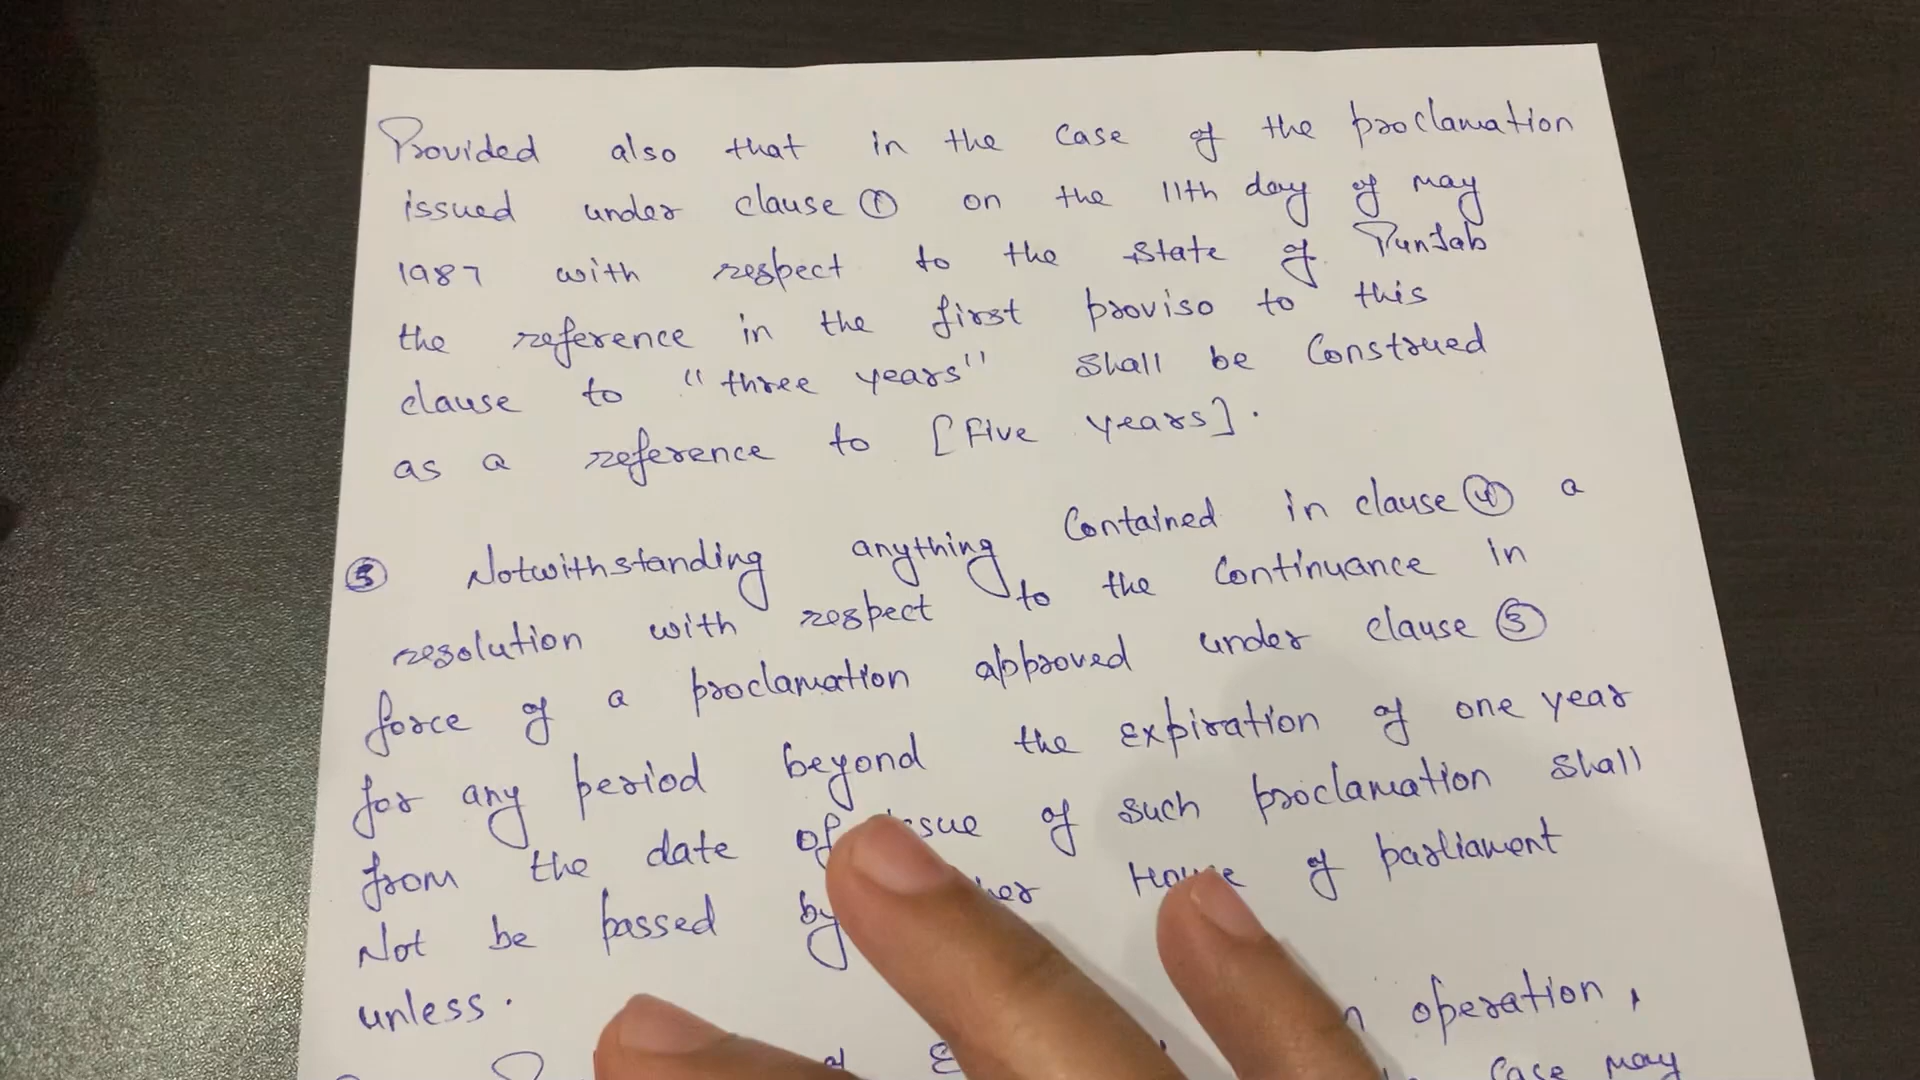 Provided also that in the case of the proclamation
issued under clause ① on the 11th day of may
1987 with respect to the state of Punjab
the reference in the first proviso to this
clause to "three years" shall be Construed
as a reference to [Five years].
⑤ Notwithstanding anything Contained in clause ④ a
resolution with respect to the Continuance in
force of a proclamation approved under clause ③
for any period beyond the expiration of one year
from the date of issue of such proclamation shall
Not be passed by House of parliament
unless.
operation,
Case may